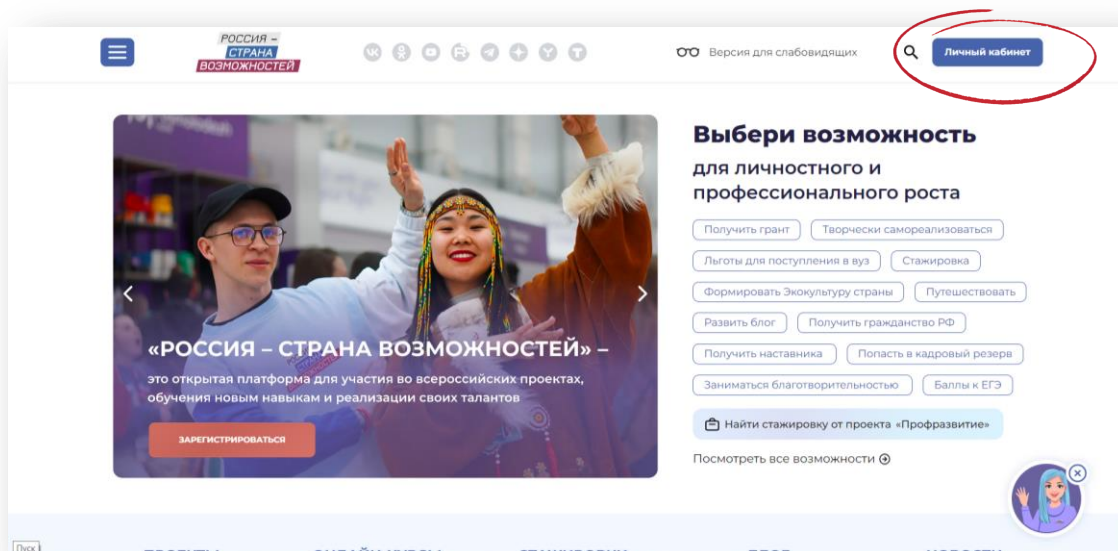 РОССИЯ –
СТРАНА
ВОЗМОЖНОСТЕЙ
Версия для слабовидящих
Личный кабинет
«РОССИЯ – СТРАНА ВОЗМОЖНОСТЕЙ» –
это открытая платформа для участия во всероссийских проектах,
обучения новым навыкам и реализации своих талантов
ЗАРЕГИСТРИРОВАТЬСЯ
Выбери возможность
для личностного и
профессионального роста
Получить грант Творчески самореализоваться
Льготы для поступления в вуз Стажировка
Формировать Экокультуру страны Путешествовать
Развить блог Получить гражданство РФ
Получить наставника Попасть в кадровый резерв
Заниматься благотворительностью Баллы к ЕГЭ
Найти стажировку от проекта «Профразвитие»
Посмотреть все возможности
Пуск